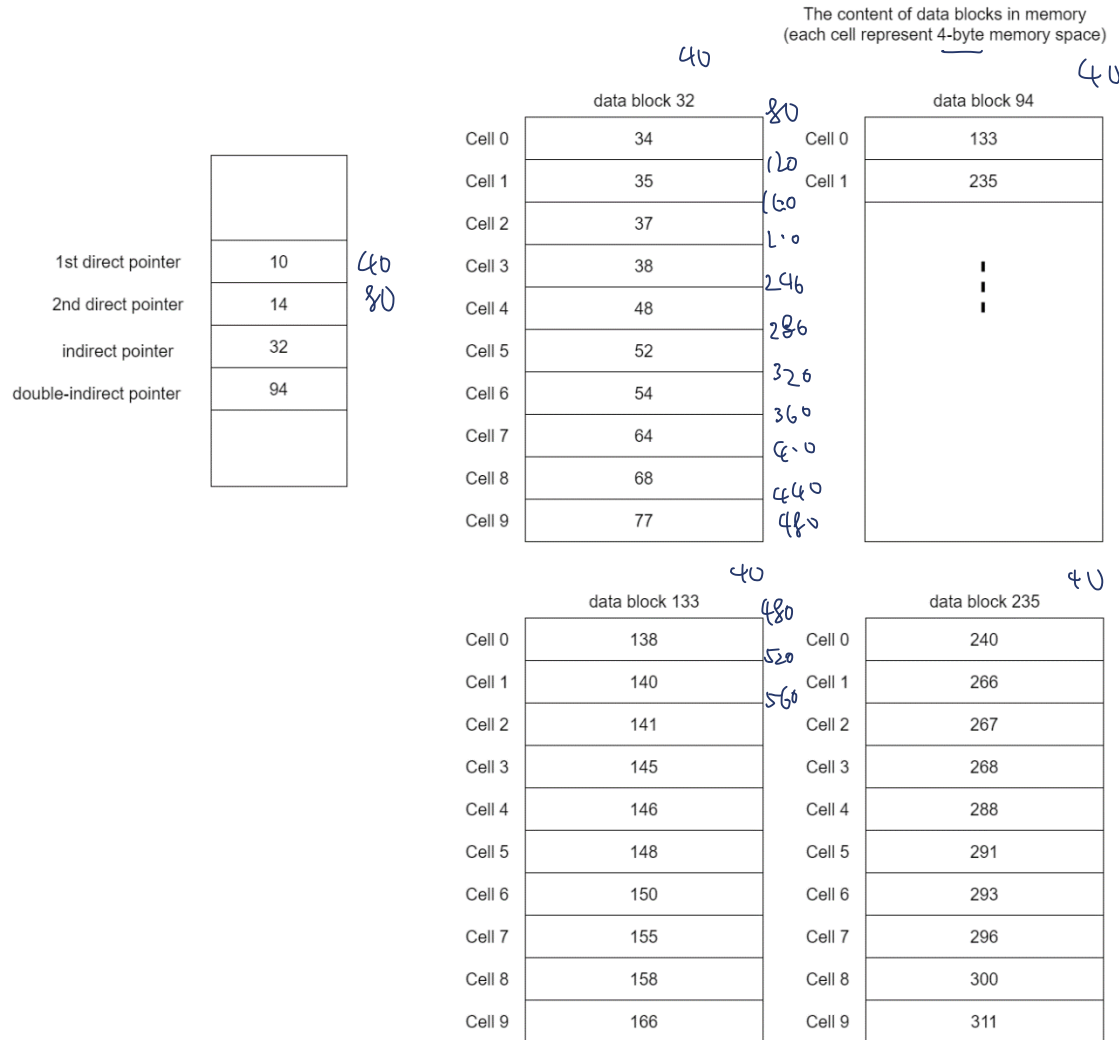 The content of data blocks in memory
(each cell represent 4-byte memory space)
40
40
data block 32
80
data block 94
Cell 0 34
Cell 0 133
120
Cell 1 35
Cell 1 235
160
Cell 2 37
200
1st direct pointer 10 40
Cell 3 38
246
2nd direct pointer 14 80
Cell 4 48
286
indirect pointer 32
Cell 5 52
320
double-indirect pointer 94
Cell 6 54
360
Cell 7 64
400
Cell 8 68
440
Cell 9 77
480
40
40
data block 133
480
data block 235
Cell 0 138
Cell 0 240
520
Cell 1 140
Cell 1 266
560
Cell 2 141
Cell 2 267
Cell 3 145
Cell 3 268
Cell 4 146
Cell 4 288
Cell 5 148
Cell 5 291
Cell 6 150
Cell 6 293
Cell 7 155
Cell 7 296
Cell 8 158
Cell 8 300
Cell 9 166
Cell 9 311